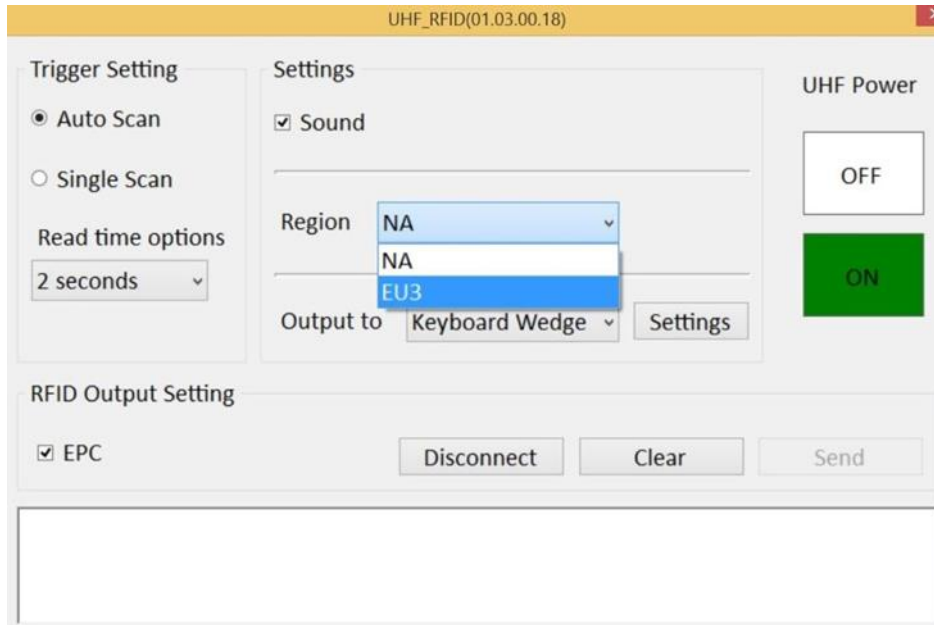 UHF_RFID(01.03.00.18)
Trigger Setting
Auto Scan
Single Scan
Read time options
2 seconds
Settings
Sound
Region
NA
NA
EU3
Output to
Keyboard Wedge
Settings
UHF Power
OFF
ON
RFID Output Setting
EPC
Disconnect
Clear
Send